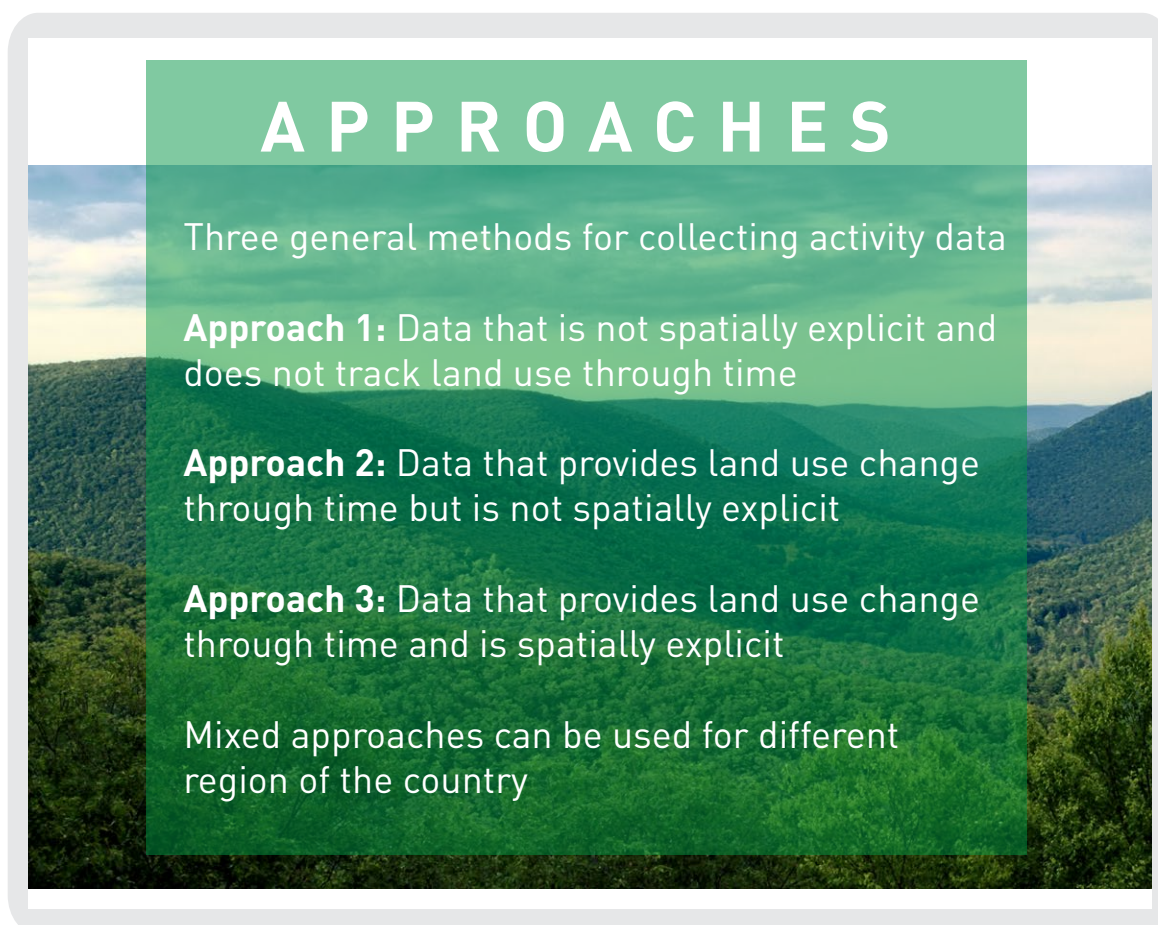 APPROACHES
Three general methods for collecting activity data
Approach 1: Data that is not spatially explicit and
does not track land use through time
Approach 2: Data that provides land use change
through time but is not spatially explicit
Approach 3: Data that provides land use change
through time and is spatially explicit
Mixed approaches can be used for different
region of the country